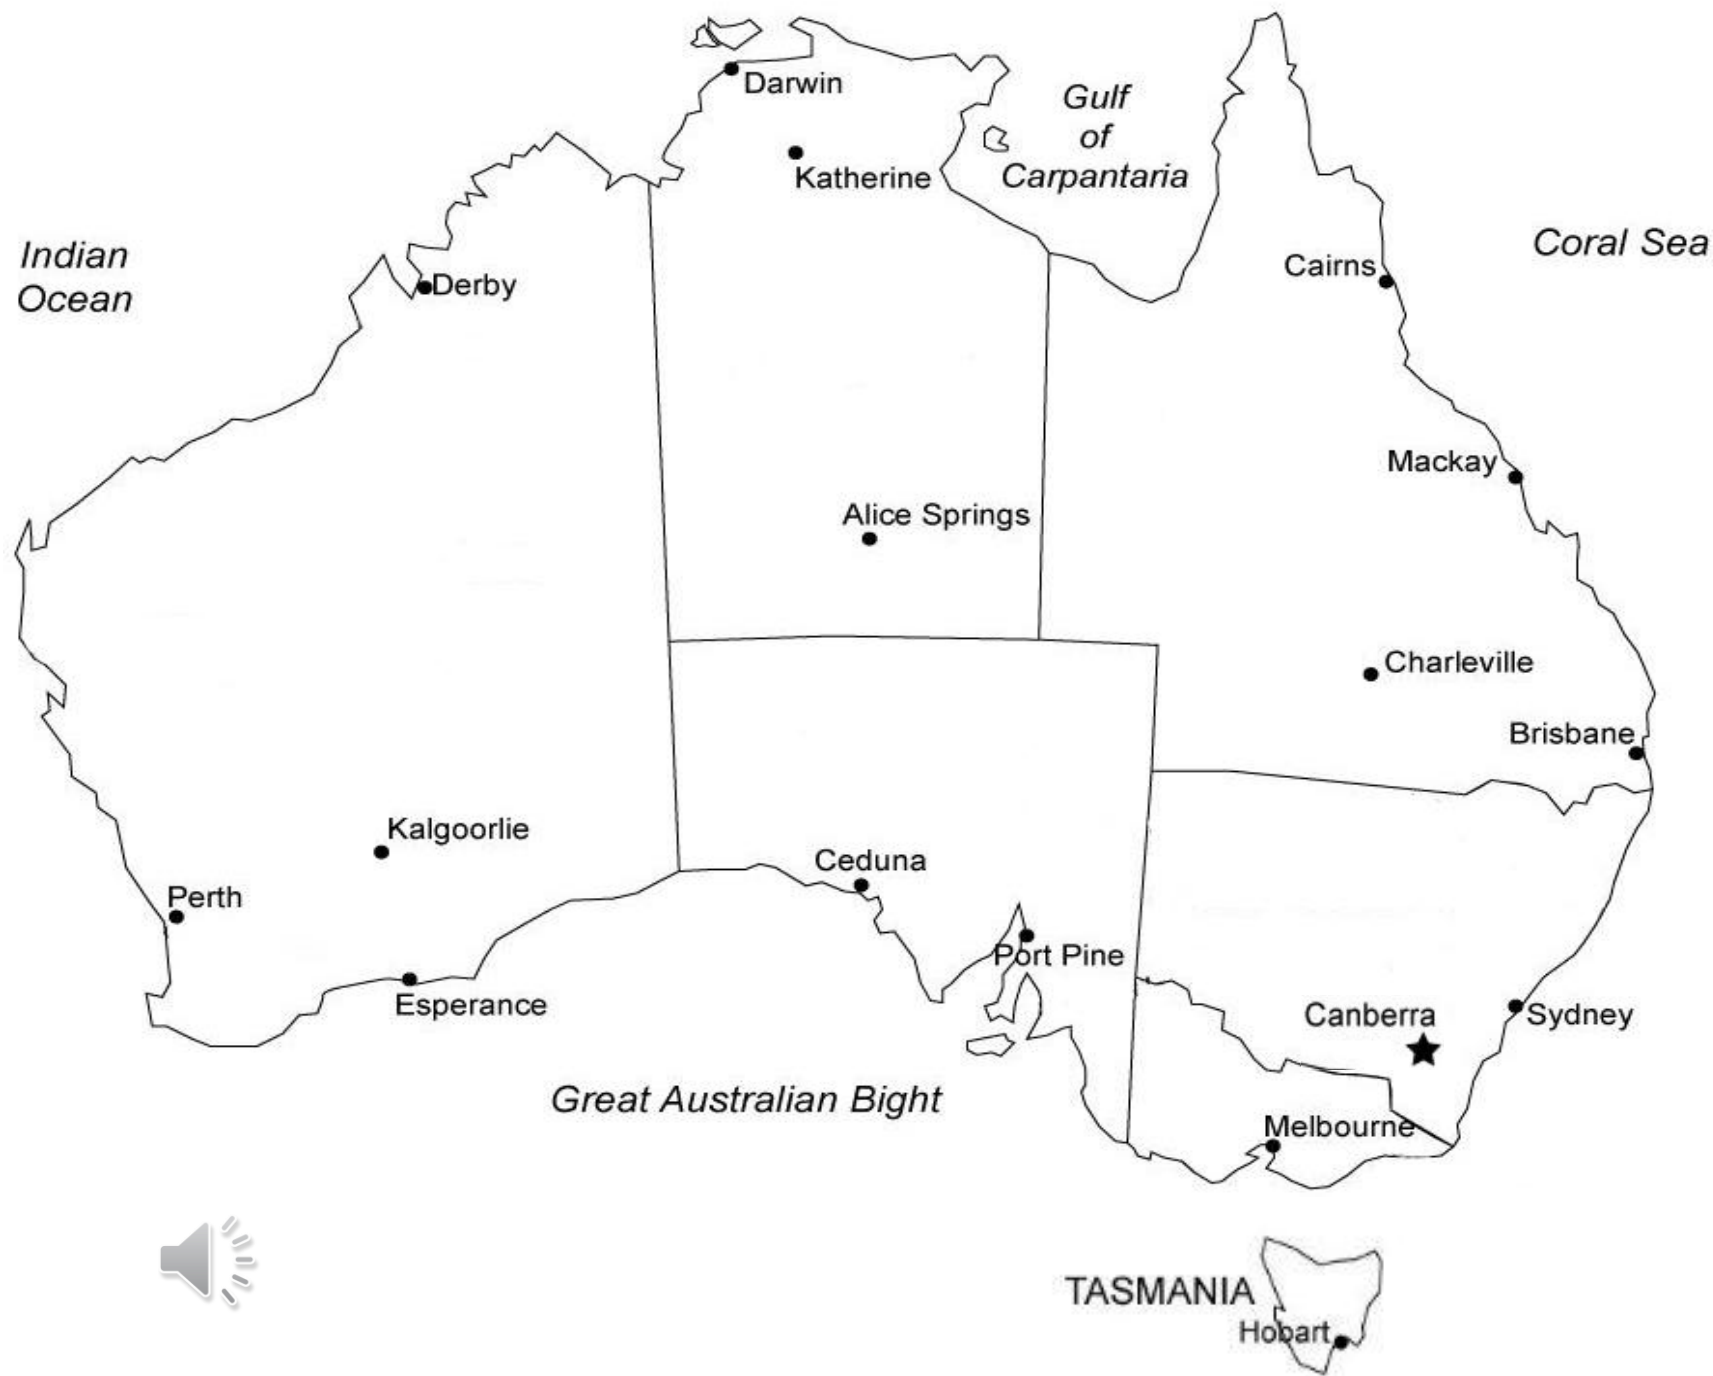 Darwin
Gulf
of
Carpantaria
Katherine
Indian
Ocean
Coral Sea
Cairns
Derby
Mackay
Alice Springs
Charleville
Brisbane
Kalgoorlie
Ceduna
Perth
Port Pine
Esperance
Canberra
Sydney
Great Australian Bight
Melbourne
TASMANIA
Hobart